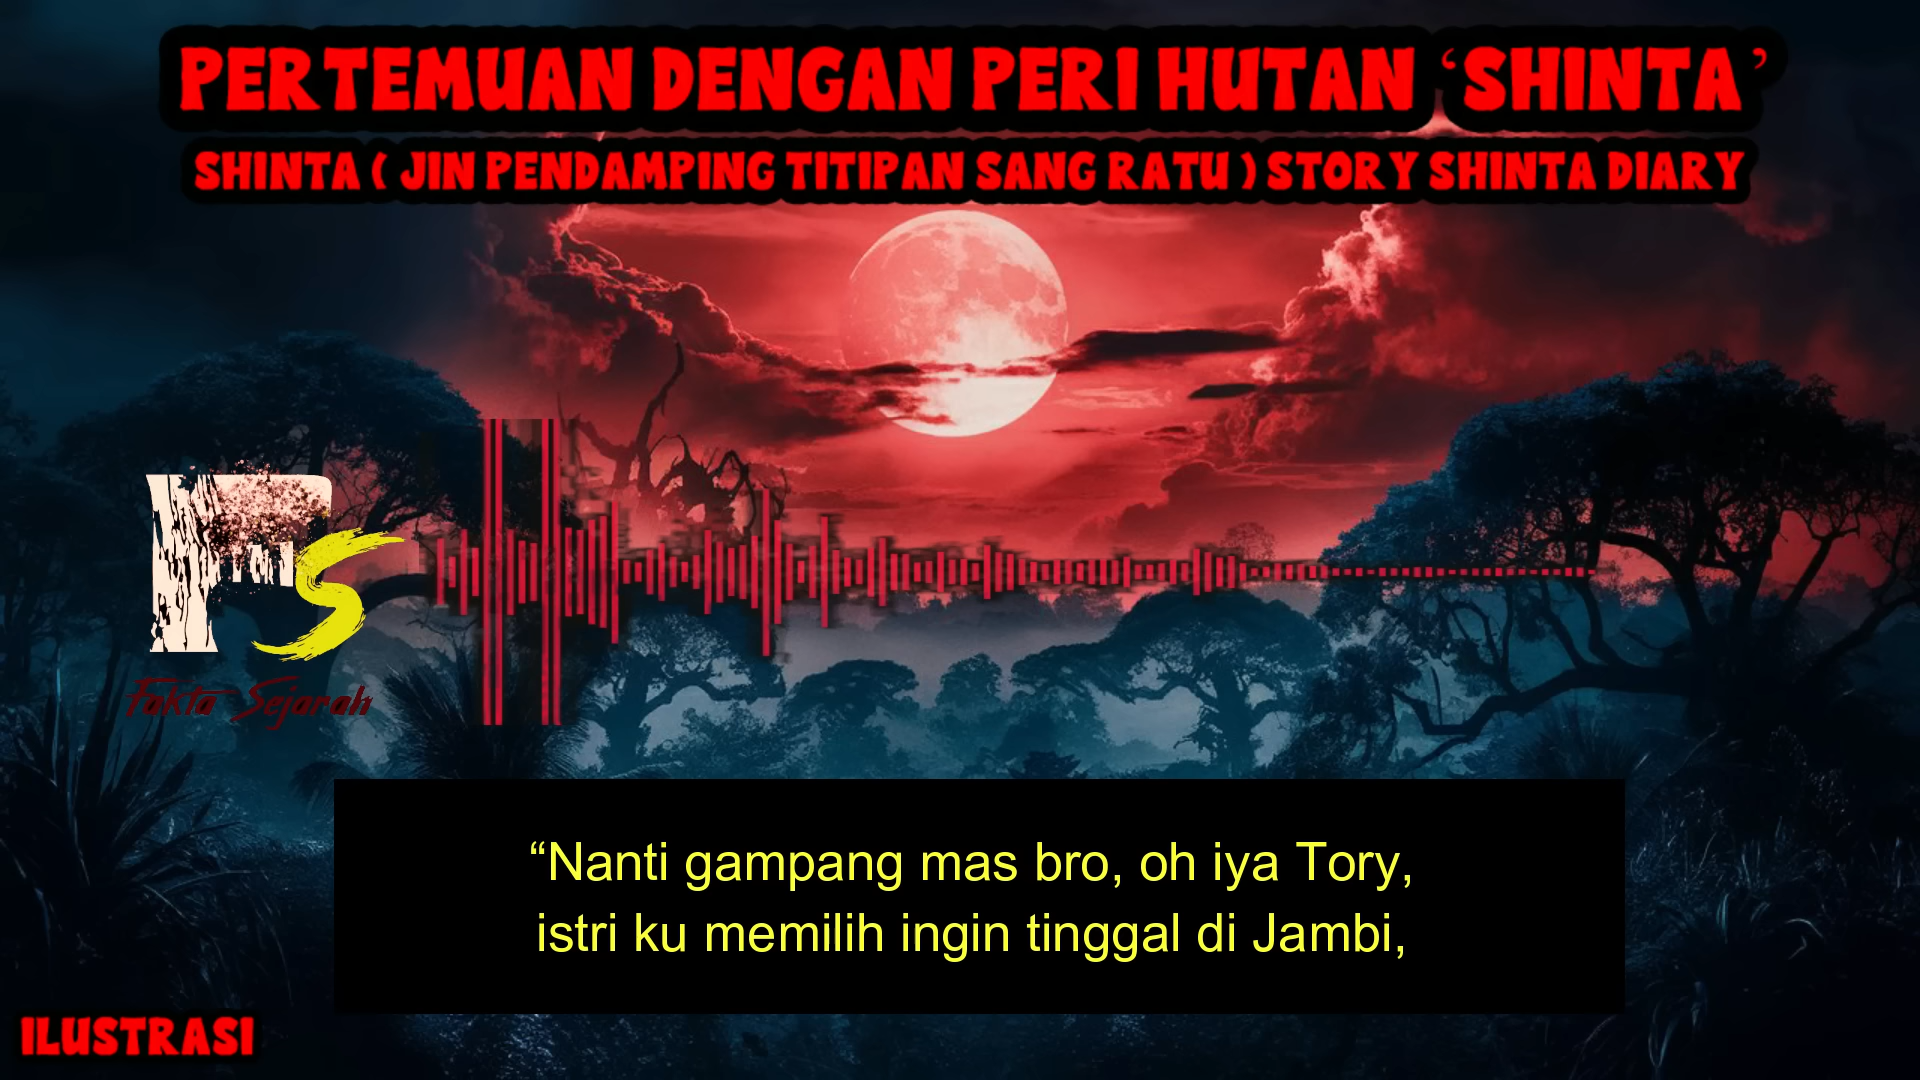 PERTEMUAN DENGAN PERI HUTAN ‘SHINTA’
SHINTA ( JIN PENDAMPING TITIPAN SANG RATU ) STORY SHINTA DIARY
FS
Fakta Sejarah
“Nanti gampang mas bro, oh iya Tory,
istri ku memilih ingin tinggal di Jambi,
ILUSTRASI